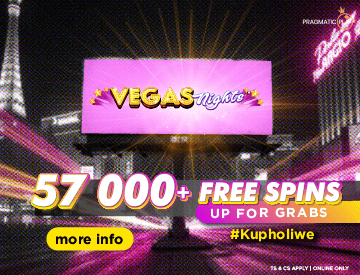 PRAGMATIC PLAY
VEGAS Nights
57 000+ FREE SPINS
UP FOR GRABS
more info
#Kupholiwe
TS & CS APPLY | ONLINE ONLY